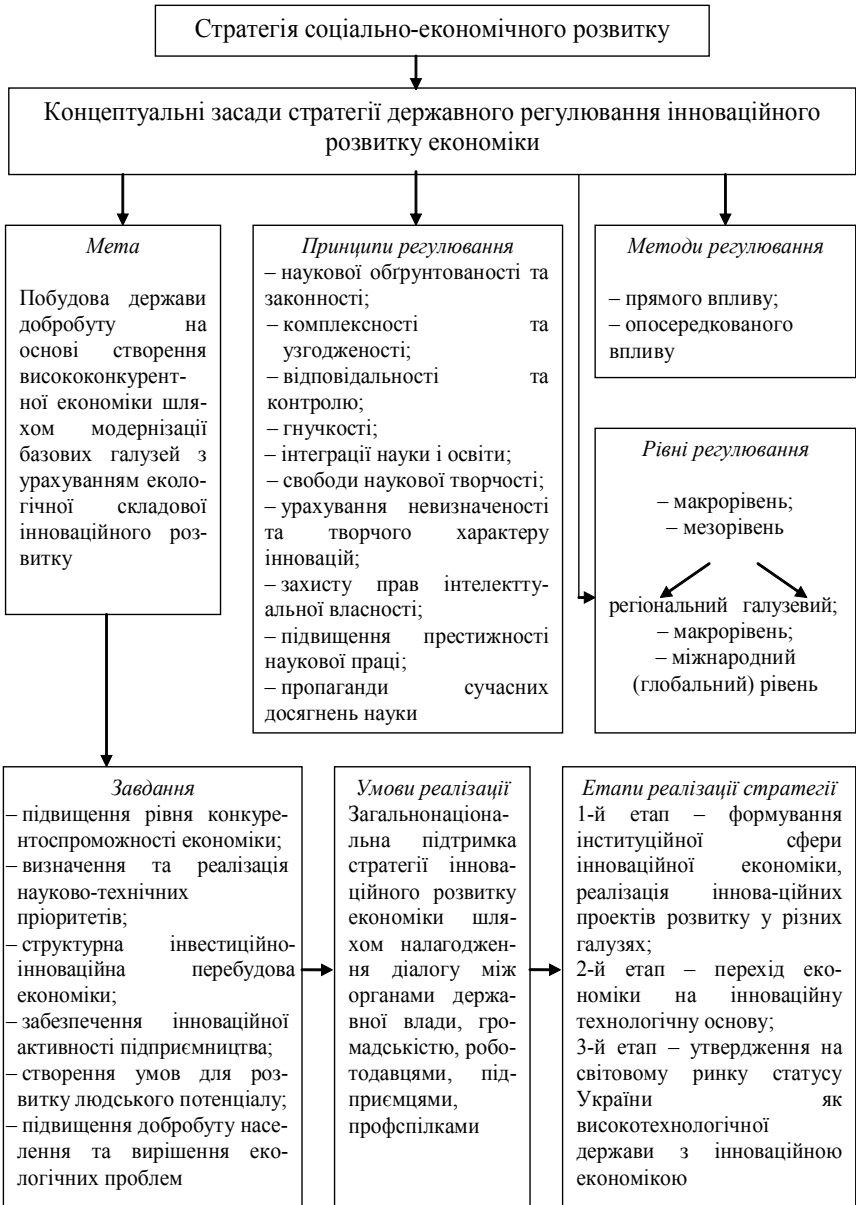 Стратегія соціально-економічного розвитку
Концептуальні засади стратегії державного регулювання інноваційного
розвитку економіки
Мета
Побудова держави
добробуту на
основі створення
висококонкурент-
ної економіки шля-
хом модернізації
базових галузей з
урахуванням еколо-
гічної складової
інноваційного роз-
витку
Принципи регулювання
– наукової обґрунтованості та
законності;
– комплексності та
узгодженості;
– відповідальності та
контролю;
– гнучкості;
– інтеграції науки і освіти;
– свободи наукової творчості;
– урахування невизначеності
та творчого характеру
інновацій;
– захисту прав інтелектту-
альної власності;
– підвищення престижності
наукової праці;
– пропаганди сучасних
досягнень науки
Методи регулювання
– прямого впливу;
– опосередкованого
впливу
Рівні регулювання
– макрорівень;
– мезорівень
регіональний галузевий;
– макрорівень;
– міжнародний
(глобальний) рівень
Завдання
– підвищення рівня конкуре-
нтоспроможності економіки;
– визначення та реалізація
науково-технічних
пріоритетів;
– структурна інвестиційно-
інноваційна перебудова
економіки;
– забезпечення інноваційної
активності підприємництва;
– створення умов для роз-
витку людського потенціалу;
– підвищення добробуту насе-
лення та вирішення еко-
логічних проблем
Умови реалізації
Загальнонаціона-
льна підтримка
стратегії іннова-
ційного розвитку
економіки шля-
хом налагоджен-
ня діалогу між
органами держа-
вної влади, гро-
мадськістю, робо-
тодавцями, під-
приємцями,
профспілками
Етапи реалізації стратегії
1-й етап – формування
інституційної сфери
інноваційної економіки,
реалізація іннова-ційних
проектів розвитку у різних
галузях;
2-й етап – перехід еко-
номіки на інноваційну
технологічну основу;
3-й етап – утвердження на
світовому ринку статусу
України як
високотехнологічної
держави з інноваційною
економікою